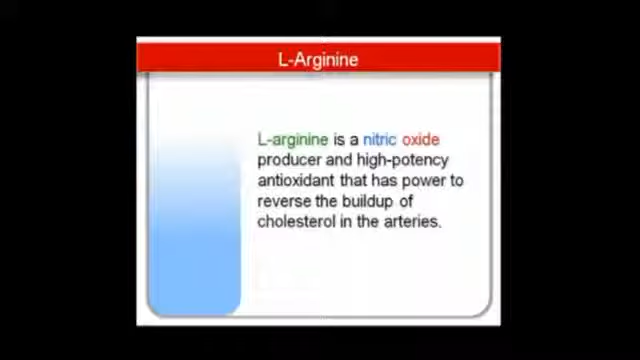 L-Arginine
L-arginine is a nitric oxide
producer and high-potency
antioxidant that has power to
reverse the buildup of
cholesterol in the arteries.